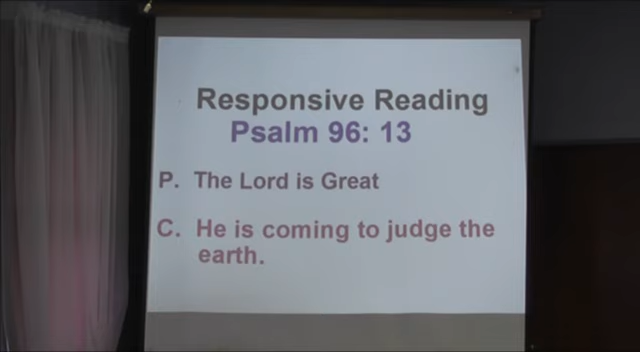 Responsive Reading
Psalm 96: 13
P. The Lord is Great
C. He is coming to judge the
earth.